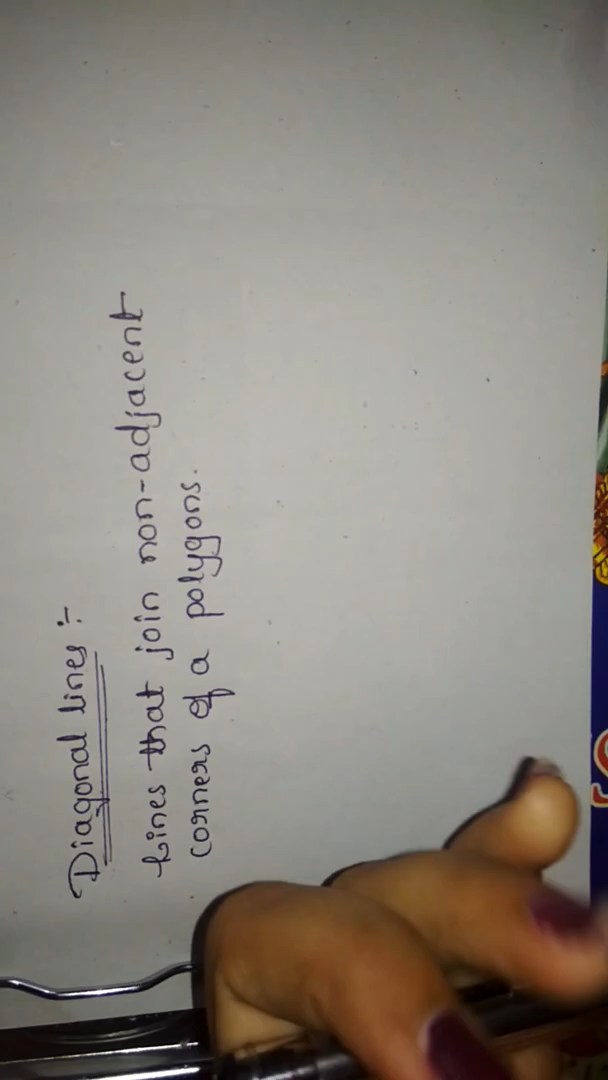 Diagonal lines :-
Lines that join non-adjacent
corners of a polygons.